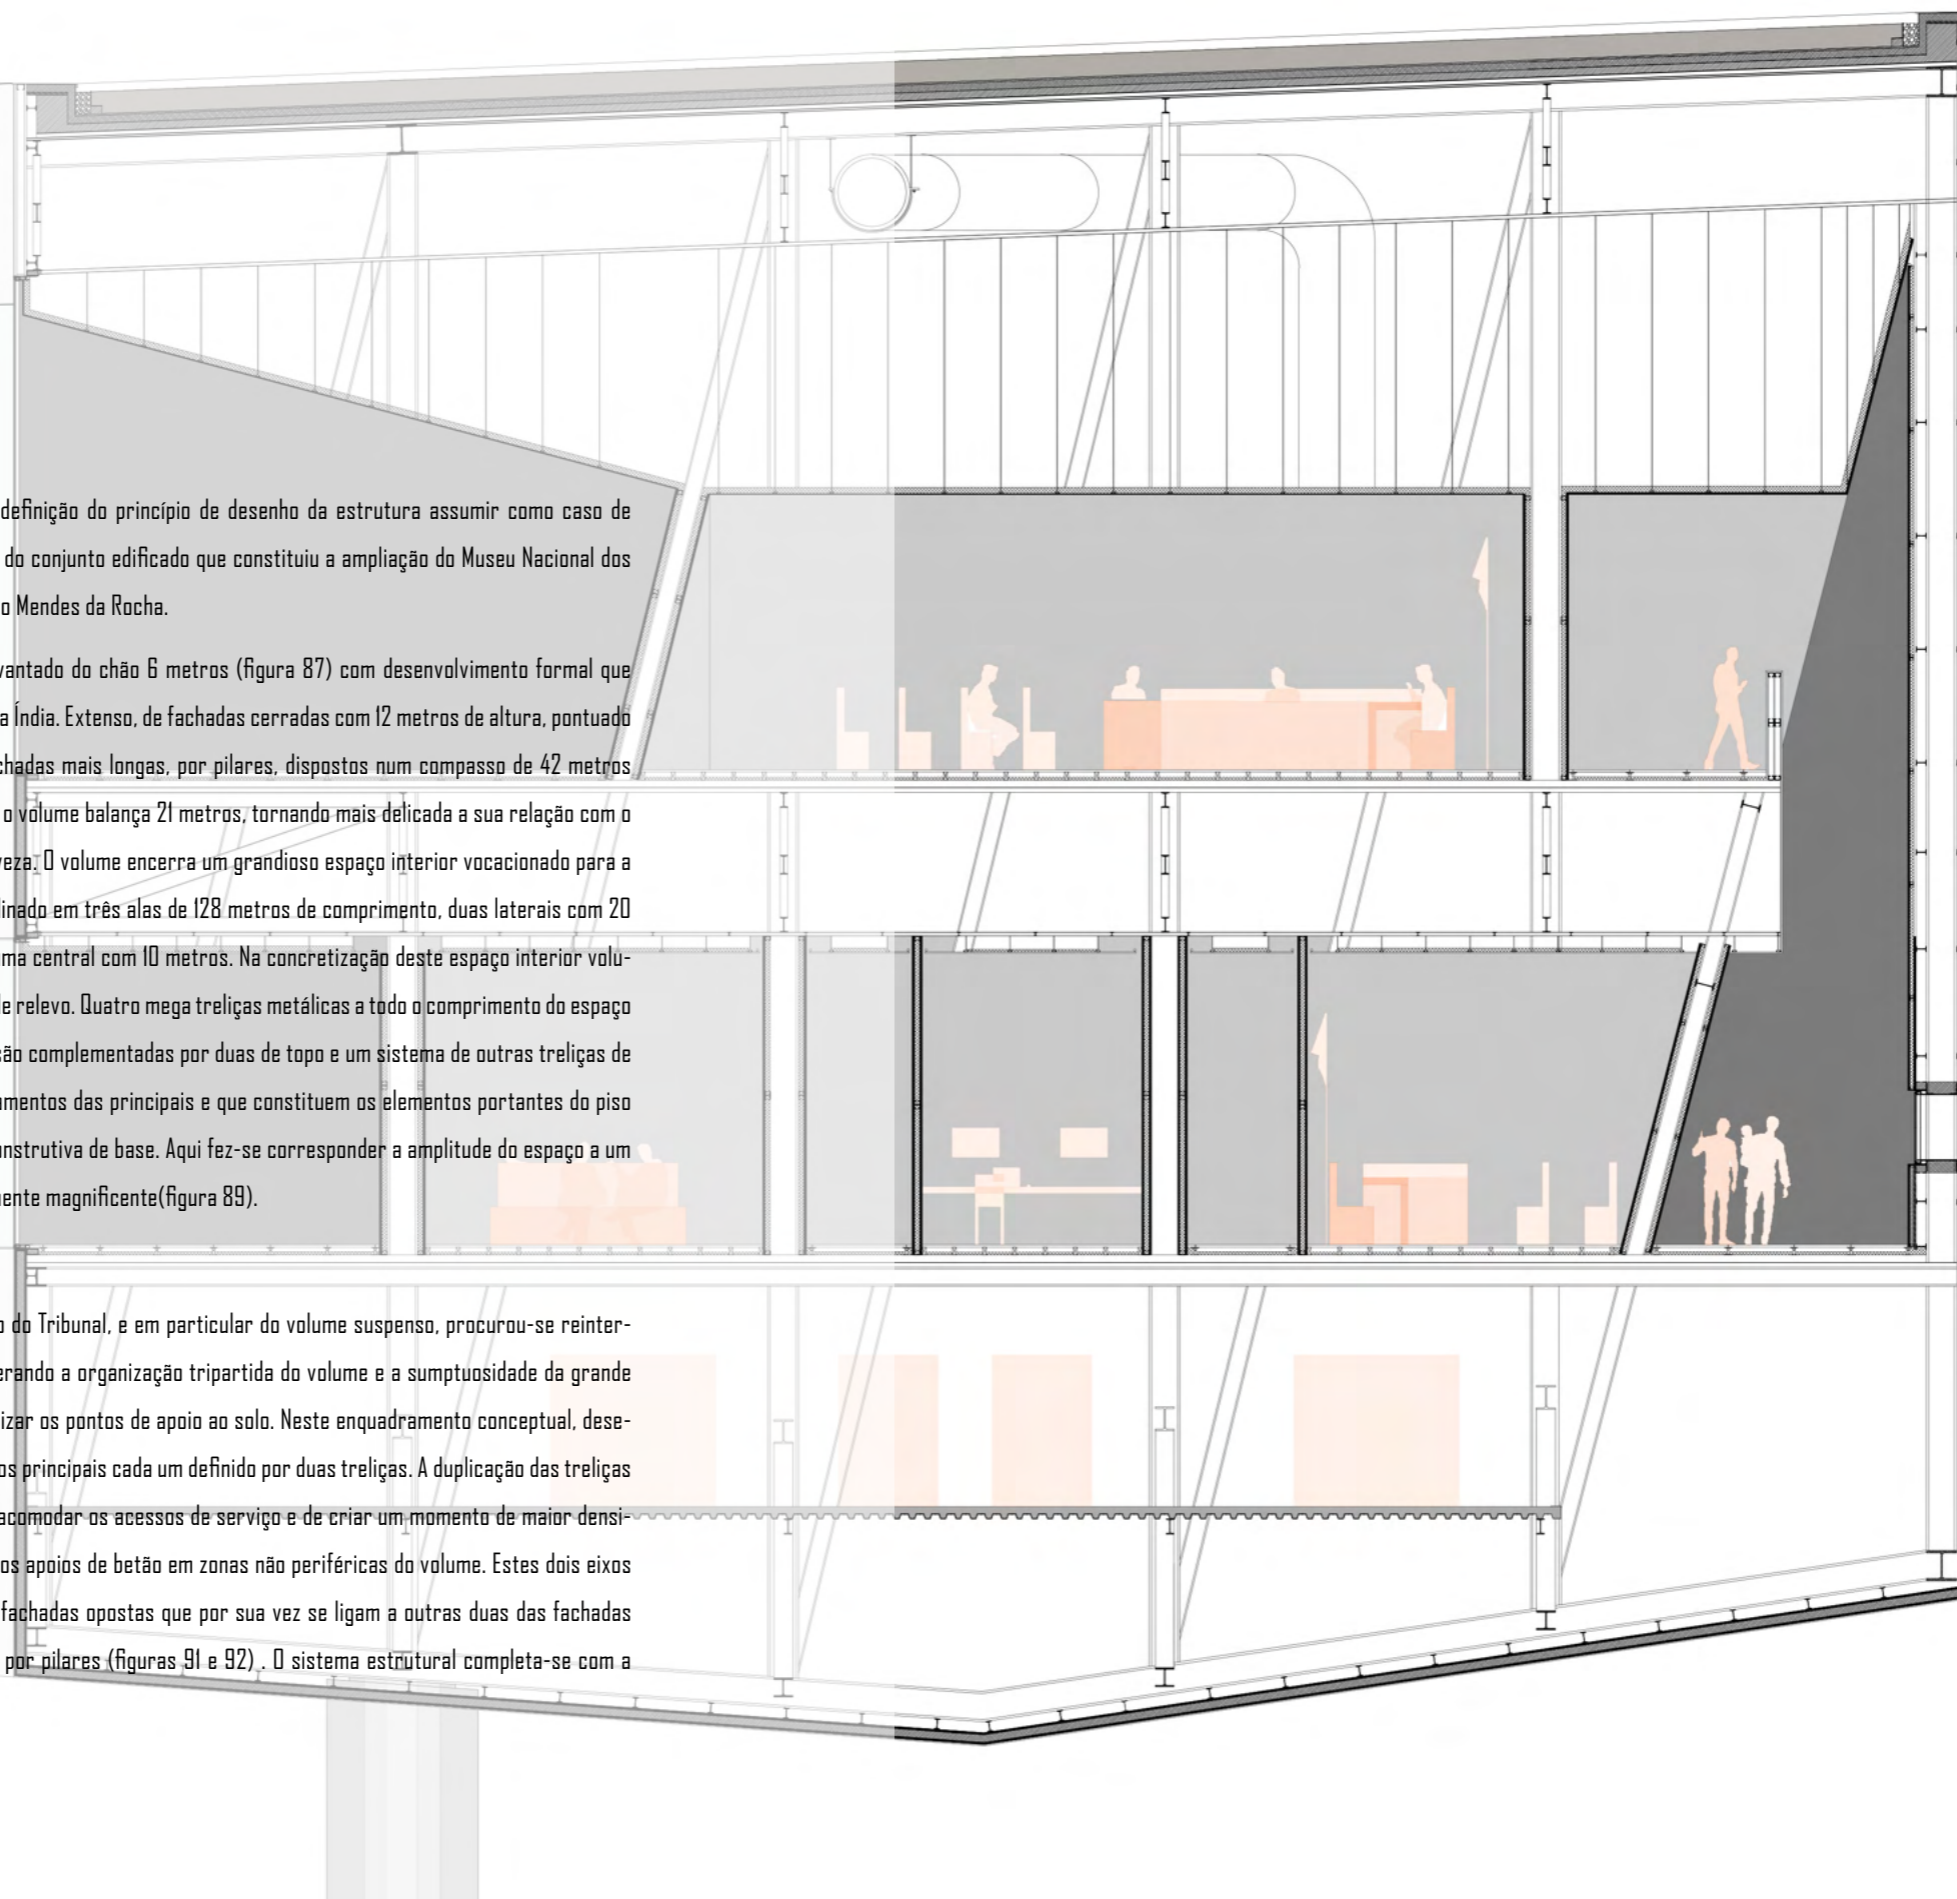 definição do princípio de desenho da estrutura assumir como caso de
do conjunto edificado que constituiu a ampliação do Museu Nacional dos
o Mendes da Rocha.
vantado do chão 6 metros (figura 87) com desenvolvimento formal que
a Índia. Extenso, de fachadas cerradas com 12 metros de altura, pontuado
chadas mais longas, por pilares, dispostos num compasso de 42 metros
o volume balança 21 metros, tornando mais delicada a sua relação com o
veza. O volume encerra um grandioso espaço interior vocacionado para a
linado em três alas de 128 metros de comprimento, duas laterais com 20
ma central com 10 metros. Na concretização deste espaço interior volu-
le relevo. Quatro mega treliças metálicas a todo o comprimento do espaço
são complementadas por duas de topo e um sistema de outras treliças de
amentos das principais e que constituem os elementos portantes do piso
onstrutiva de base. Aqui fez-se corresponder a amplitude do espaço a um
nente magnificente(figura 89).
o do Tribunal, e em particular do volume suspenso, procurou-se reinter-
erando a organização tripartida do volume e a sumptuosidade da grande
izar os pontos de apoio ao solo. Neste enquadramento conceptual, dese-
os principais cada um definido por duas treliças. A duplicação das treliças
acomodar os acessos de serviço e de criar um momento de maior densi-
os apoios de betão em zonas não periféricas do volume. Estes dois eixos
fachadas opostas que por sua vez se ligam a outras duas das fachadas
por pilares (figuras 91 e 92) . O sistema estrutural completa-se com a